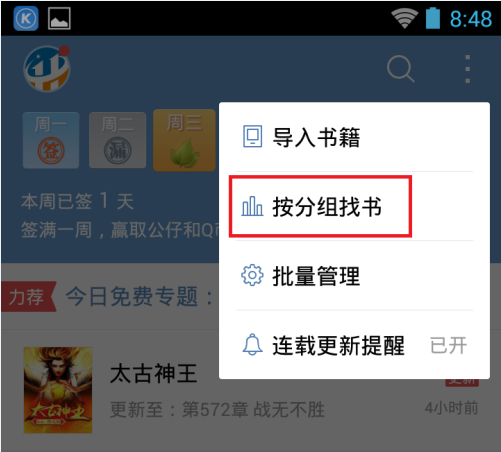 8:48
周一
签
周二
漏
周三
本周已签 1 天
签满一周，赢取公仔和Q
导入书籍
按分组找书
批量管理
连载更新提醒 已开
力荐
今日免费专题：
太古神王
太古神王
更新
更新至：第572章 战无不胜
4小时前